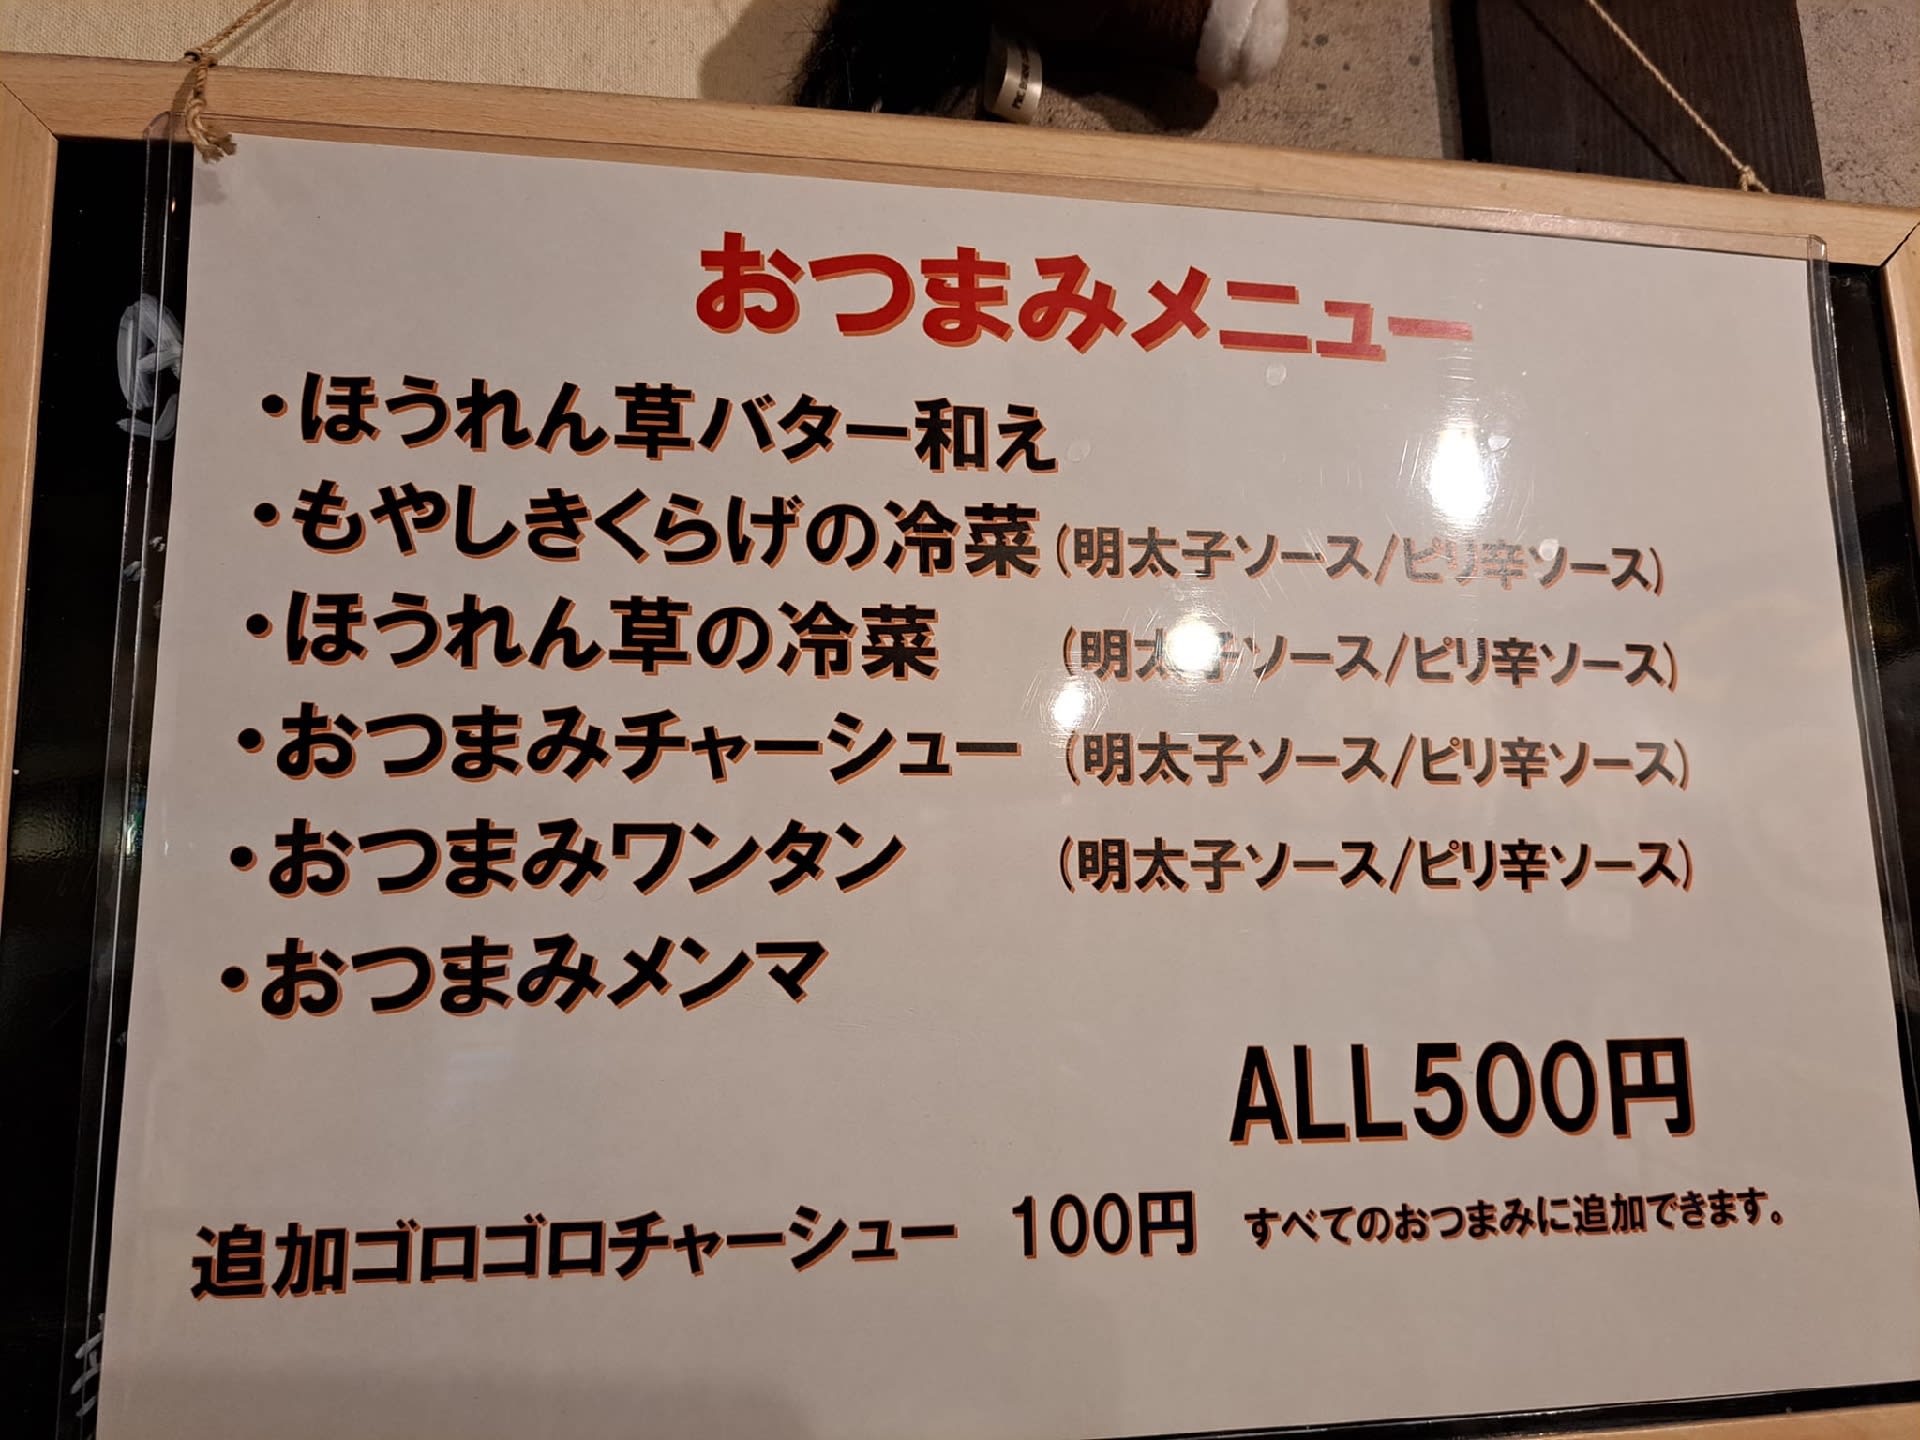 おつまみメニュー
・ほうれん草バター和え
・もやしきくらげの冷菜(明太子ソース/ピリ辛ソース)
・ほうれん草の冷菜 (明太子ソース/ピリ辛ソース)
・おつまみチャーシュー (明太子ソース/ピリ辛ソース)
・おつまみワンタン (明太子ソース/ピリ辛ソース)
・おつまみメンマ
ALL500円
追加ゴロゴロチャーシュー 100円 すべてのおつまみに追加できます。